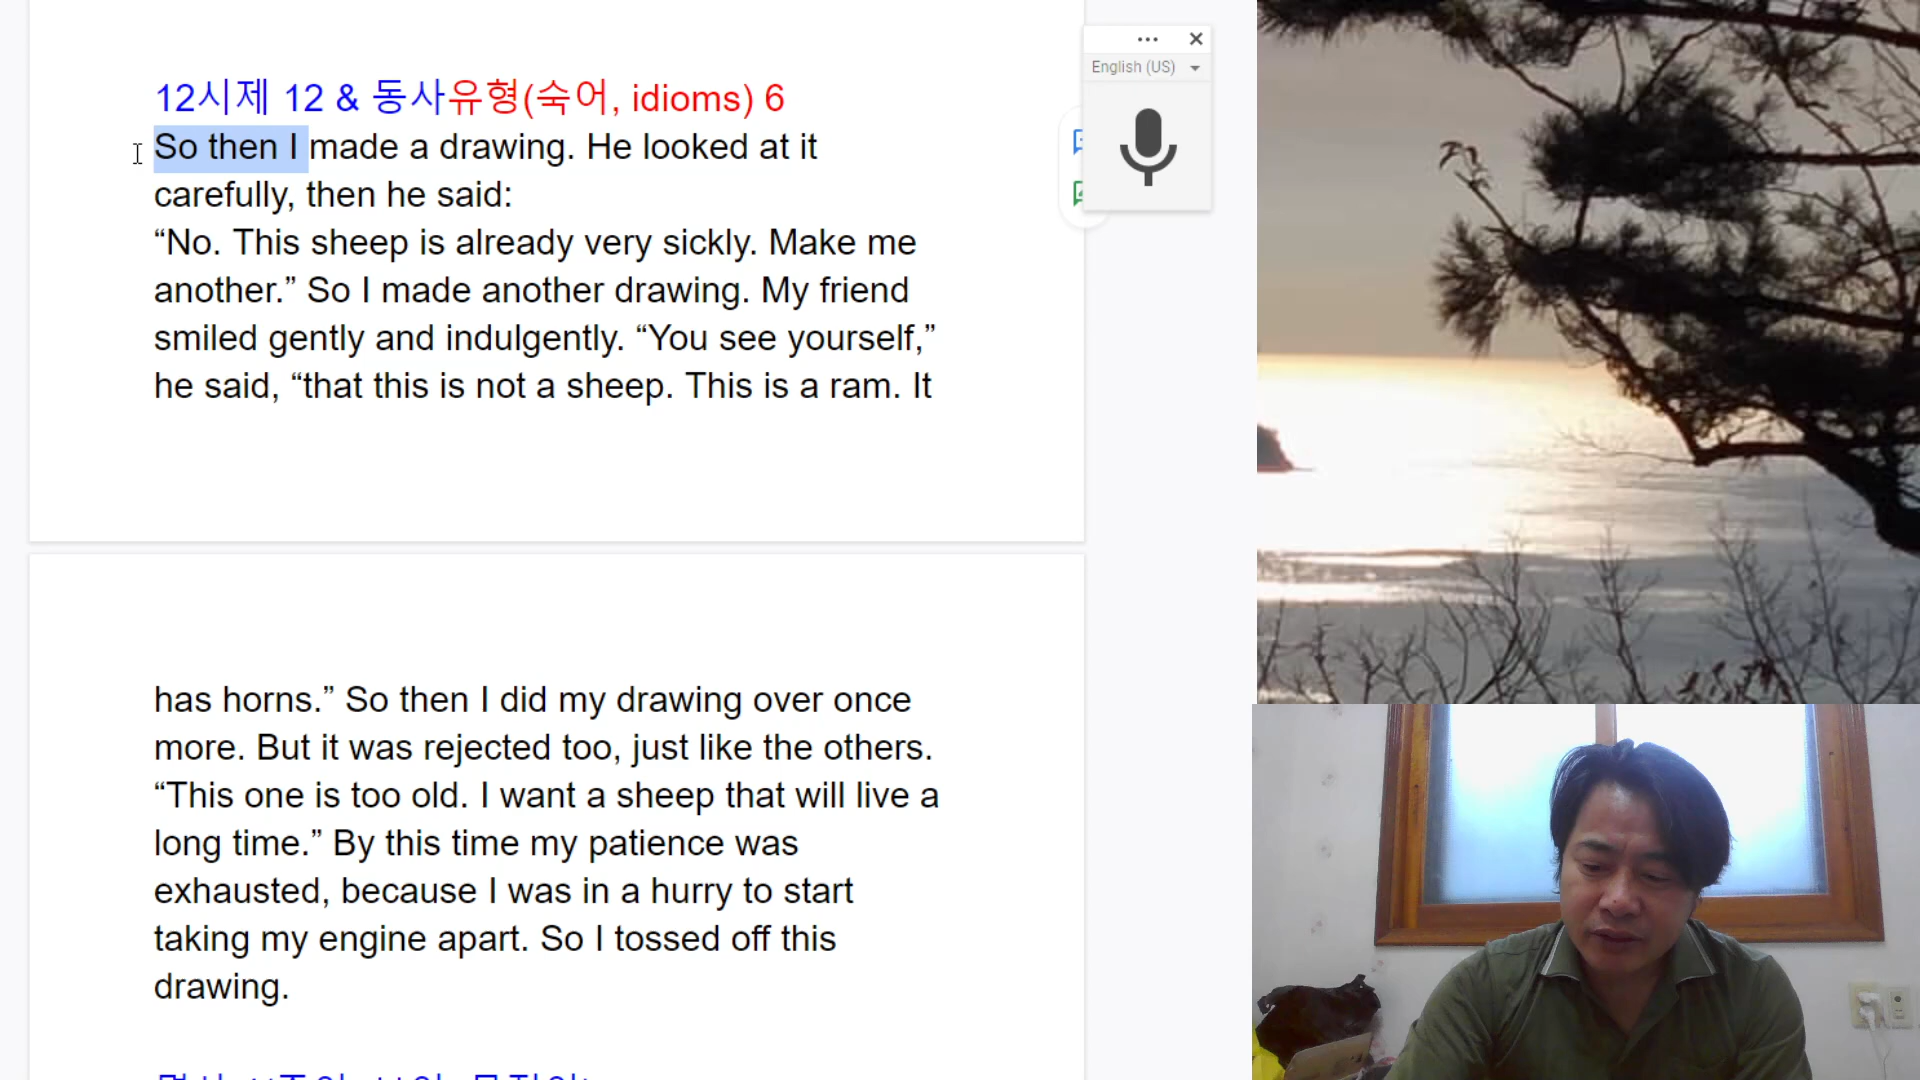 12시제 12 & 동사유형(숙어, idioms) 6
So then I made a drawing. He looked at it
carefully, then he said:
“No. This sheep is already very sickly. Make me
another.” So I made another drawing. My friend
smiled gently and indulgently. “You see yourself,”
he said, “that this is not a sheep. This is a ram. It
has horns.” So then I did my drawing over once
more. But it was rejected too, just like the others.
“This one is too old. I want a sheep that will live a
long time.” By this time my patience was
exhausted, because I was in a hurry to start
taking my engine apart. So I tossed off this
drawing.
English (US)